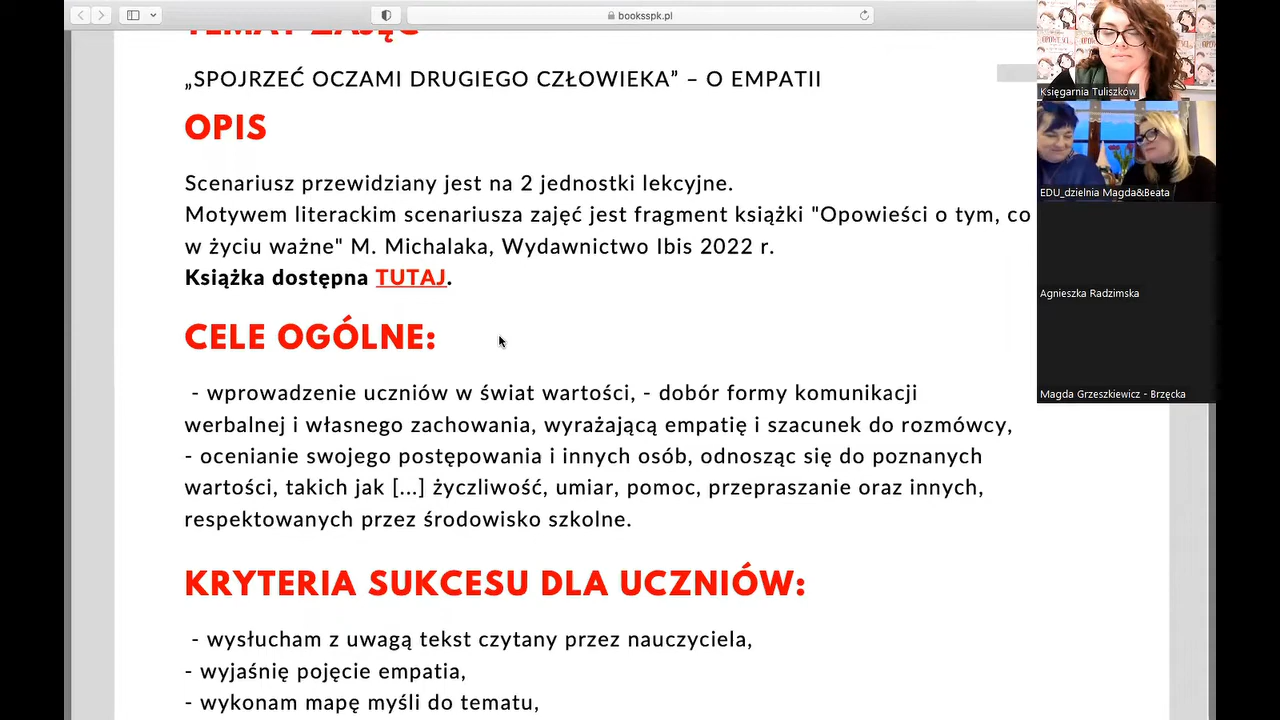 booksspk.pl
TEMAT ZAJĘĆ
„SPOJRZEĆ OCZAMI DRUGIEGO CZŁOWIEKA” – O EMPATII
OPIS
Scenariusz przewidziany jest na 2 jednostki lekcyjne.
Motywem literackim scenariusza zajęć jest fragment książki "Opowieści o tym, co
w życiu ważne" M. Michalaka, Wydawnictwo Ibis 2022 r.
Książka dostępna TUTAJ.
CELE OGÓLNE:
- wprowadzenie uczniów w świat wartości, - dobór formy komunikacji
werbalnej i własnego zachowania, wyrażającą empatię i szacunek do rozmówcy,
- ocenianie swojego postępowania i innych osób, odnosząc się do poznanych
wartości, takich jak [...] życzliwość, umiar, pomoc, przepraszanie oraz innych,
respektowanych przez środowisko szkolne.
KRYTERIA SUKCESU DLA UCZNIÓW:
- wysłucham z uwagą tekst czytany przez nauczyciela,
- wyjaśnię pojęcie empatia,
- wykonam mapę myśli do tematu,
Księgarnia Tuliszków
EDU_dzielnia Magda&Beata
Agnieszka Radzimska
Magda Grzeszkiewicz - Brzęcka